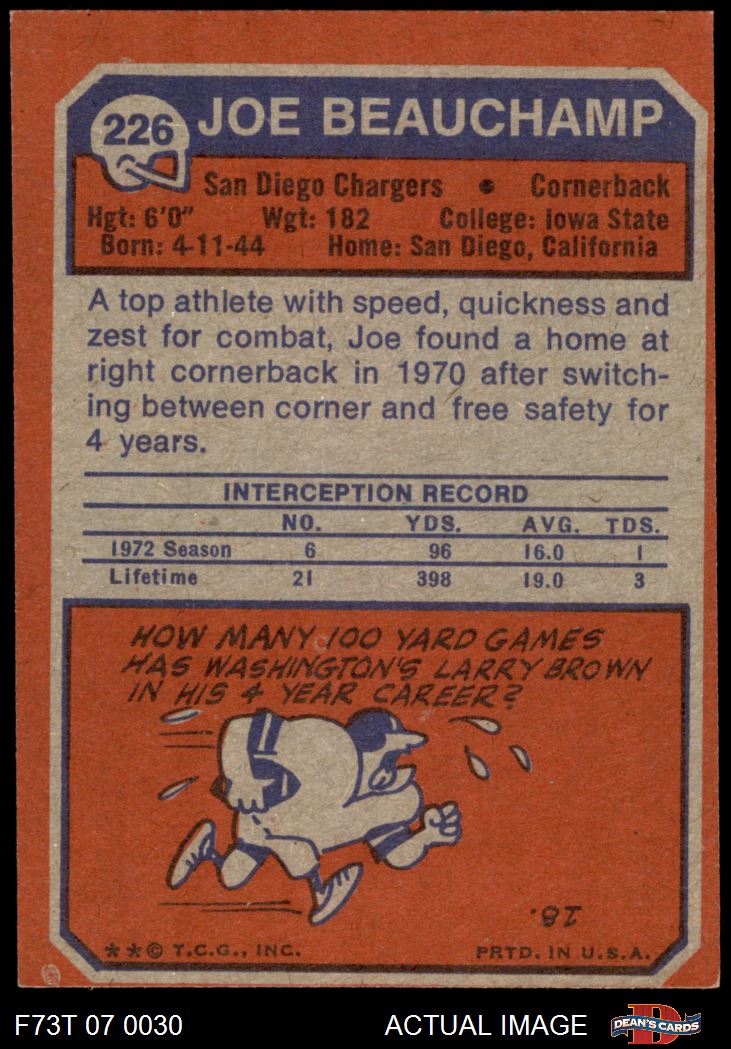 226 JOE BEAUCHAMP
San Diego Chargers • Cornerback
Hgt: 6'0" Wgt: 182 College: Iowa State
Born: 4-11-44 Home: San Diego, California
A top athlete with speed, quickness and
zest for combat, Joe found a home at
right cornerback in 1970 after switch-
ing between corner and free safety for
4 years.
INTERCEPTION RECORD
NO. YDS. AVG. TDS.
1972 Season 6 96 16.0 1
Lifetime 21 398 19.0 3
HOW MANY 100 YARD GAMES
HAS WASHINGTON'S LARRY BROWN
IN HIS 4 YEAR CAREER?
18.
** © T.C.G., INC. PRTD. IN U.S.A.
F73T 07 0030 ACTUAL IMAGE D DEAN'S CARDS